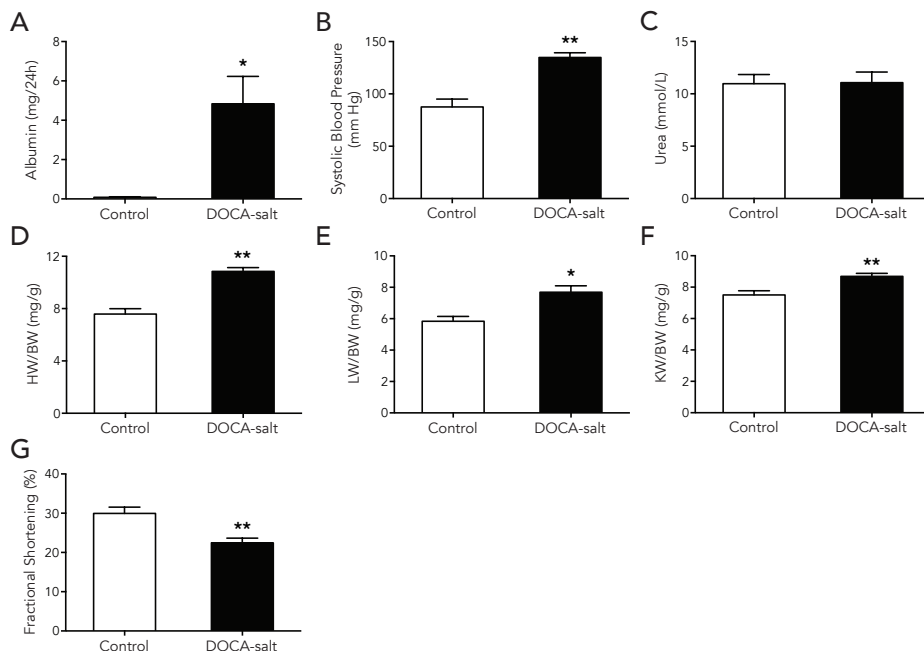 A
Albumin (mg/24h)
8
6
4
2
0
*
Control
DOCA-salt
B
Systolic Blood Pressure
(mm Hg)
150
100
50
0
**
Control
DOCA-salt
C
Urea (mmol/L)
15
10
5
0
Control
DOCA-salt
D
HW/BW (mg/g)
12
8
4
0
**
Control
DOCA-salt
E
LW/BW (mg/g)
10
8
6
4
2
0
*
Control
DOCA-salt
F
KW/BW (mg/g)
10
8
6
4
2
0
**
Control
DOCA-salt
G
Fractional Shortening (%)
40
30
20
10
0
**
Control
DOCA-salt